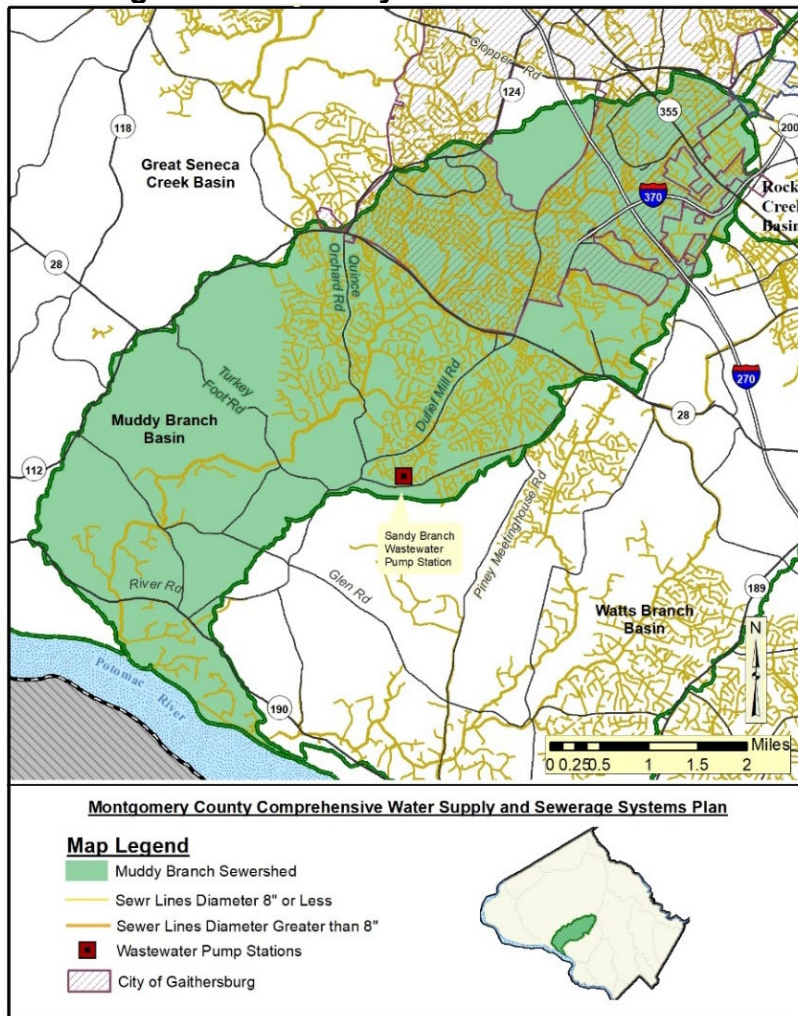 Clopper Rd
124
355
118
200
Great Seneca
Creek Basin
370
Rock
Creek
Basin
28
Quince
Orchard Rd
Turkey
Foot Rd
Dufief Mill Rd
270
Muddy Branch
Basin
28
112
Sandy Branch
Wastewater
Pump Station
Piney Meetinghouse Rd
River Rd
Glen Rd
189
Watts Branch
Basin
N
Potomac River
190
Miles
0 0.25 0.5 1 1.5 2
Montgomery County Comprehensive Water Supply and Sewerage Systems Plan
Map Legend
Muddy Branch Sewershed
Sewr Lines Diameter 8" or Less
Sewer Lines Diameter Greater than 8"
Wastewater Pump Stations
City of Gaithersburg